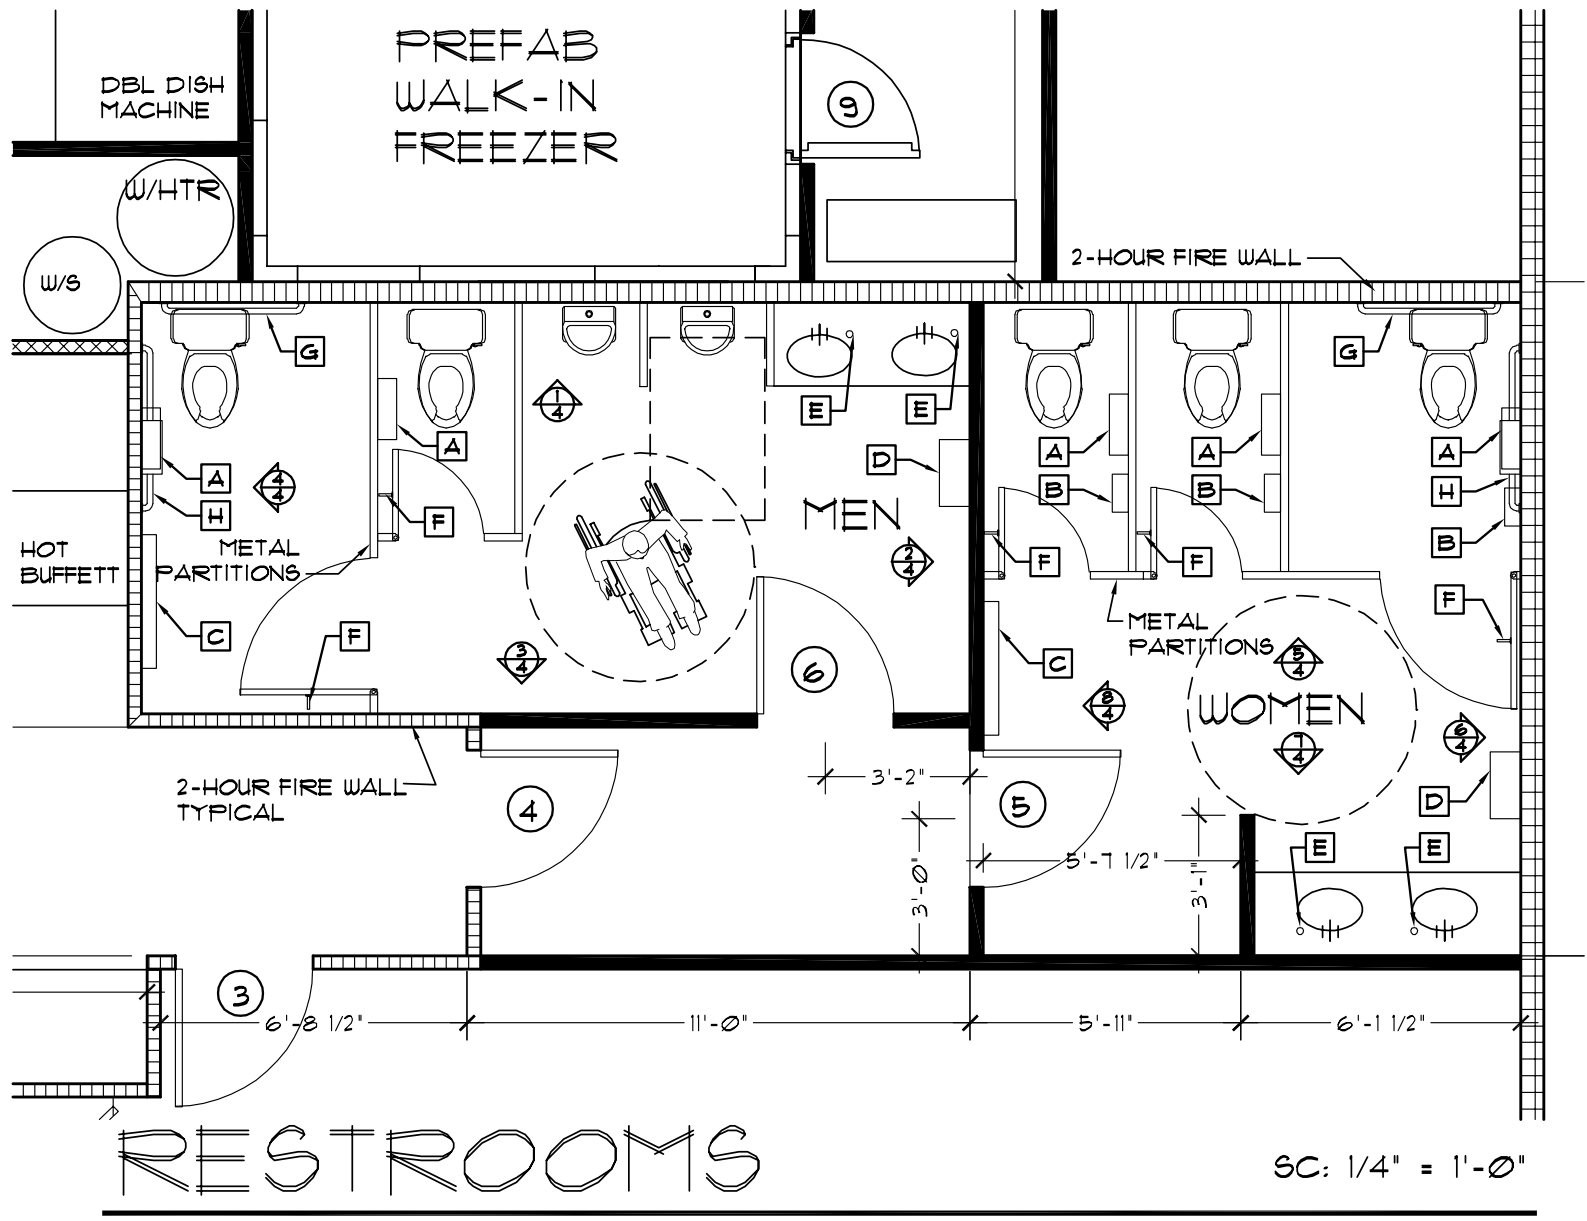 PREFAB
WALK-IN
FREEZER
DBL DISH
MACHINE
9
W/HTR
W/S
2-HOUR FIRE WALL
G
G
1
4
E
E
A
D
A
A
A
A
4
4
H
B
B
H
F
MEN
B
HOT
BUFFETT
METAL
PARTITIONS
2
4
F
F
F
C
F
METAL
PARTITIONS
3
4
6
C
5
4
8
4
WOMEN
6
4
7
4
2-HOUR FIRE WALL
TYPICAL
3'-2"
4
5
D
5'-7 1/2"
3'-0"
3'-1"
E
E
3
6'-8 1/2"
11'-0"
5'-11"
6'-1 1/2"
RESTROOMS
SC: 1/4" = 1'-0"